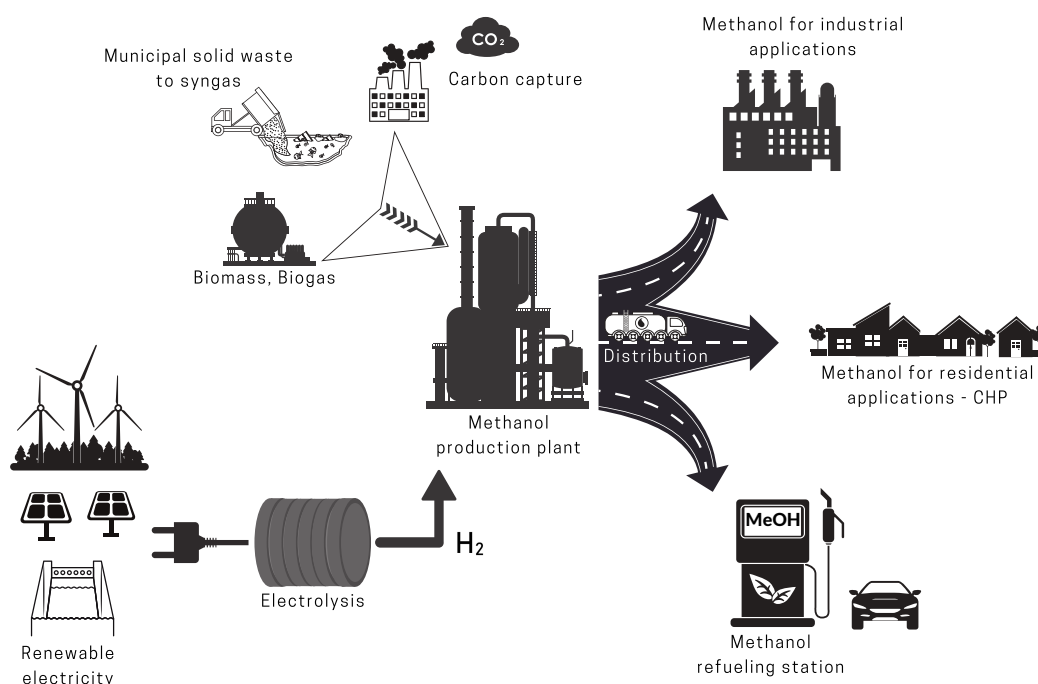 Municipal solid waste
to syngas
CO2
Carbon capture
Methanol for industrial
applications
Biomass, Biogas
Distribution
Methanol for residential
applications - CHP
Methanol
production plant
H2
MeOH
Electrolysis
Renewable
electricity
Methanol
refueling station